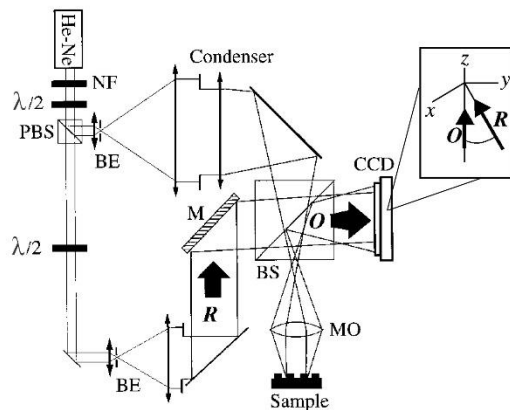 He-Ne
NF
λ/2
PBS
BE
Condenser
z
y
x
O
R
CCD
M
O
BS
λ/2
R
MO
BE
Sample